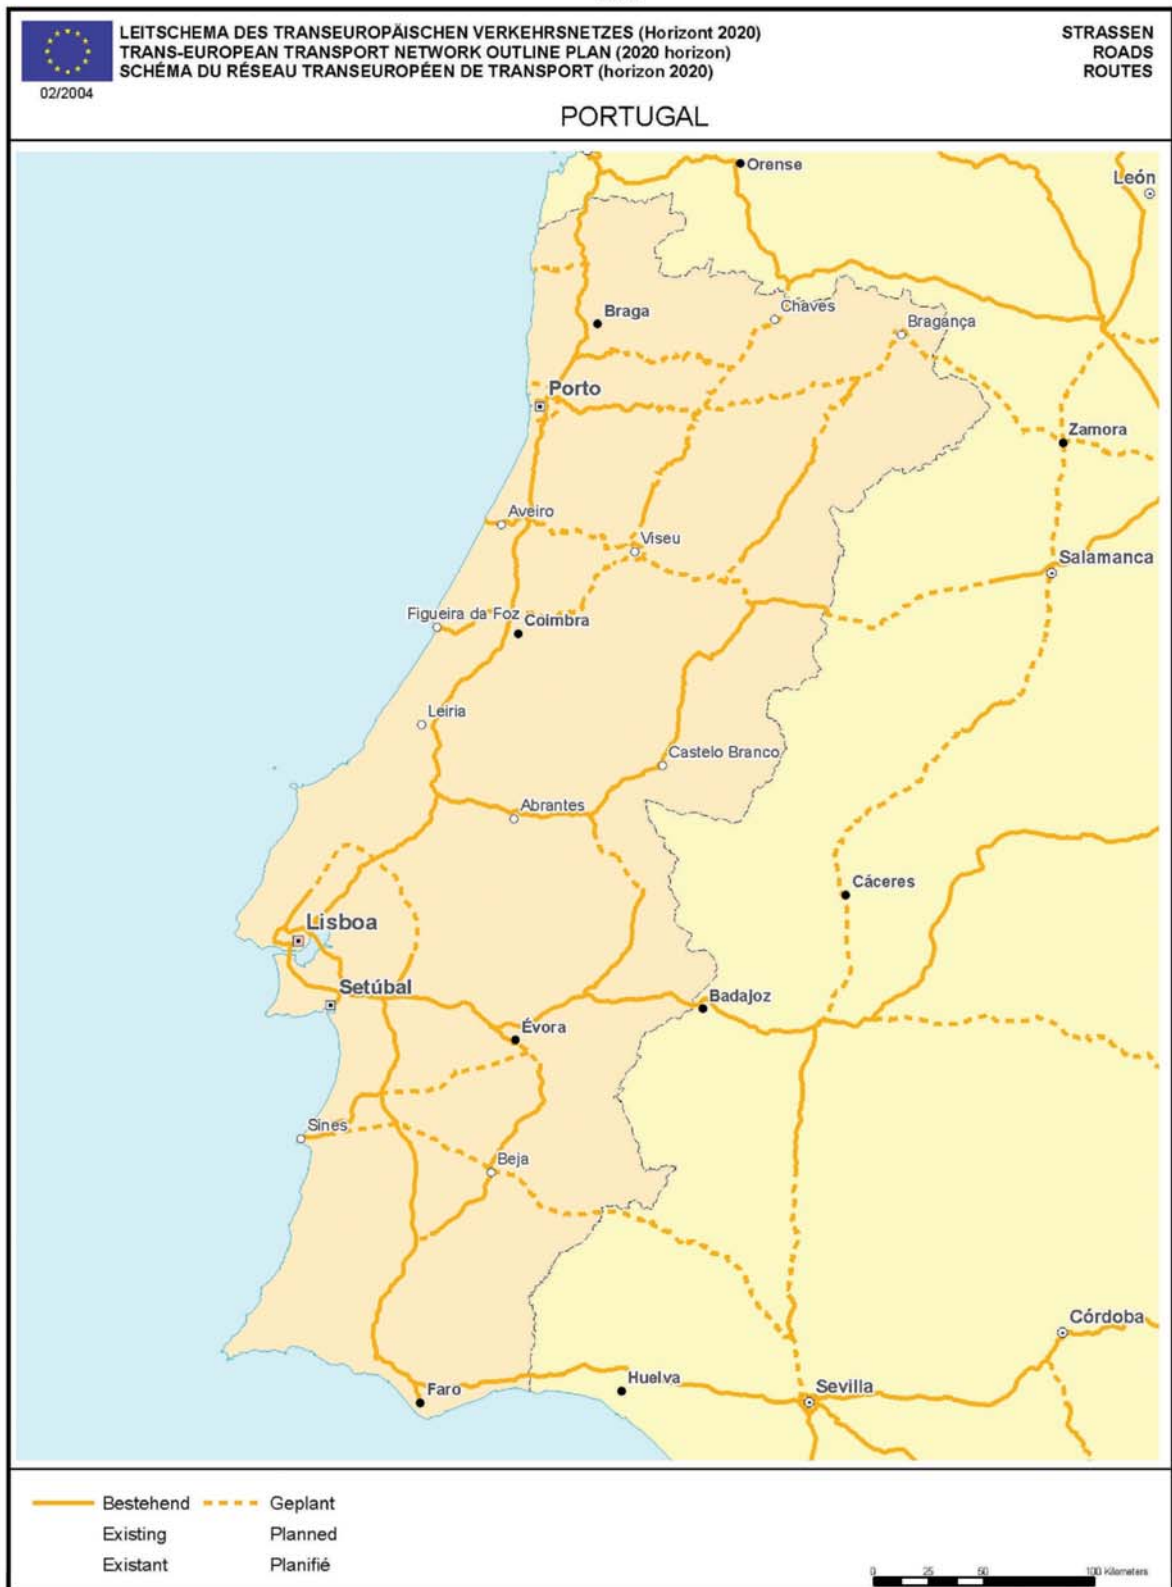 LEITSCHEMA DES TRANSEUROPÄISCHEN VERKEHRSNETZES (Horizont 2020)
TRANS-EUROPEAN TRANSPORT NETWORK OUTLINE PLAN (2020 horizon)
SCHÉMA DU RÉSEAU TRANSEUROPÉEN DE TRANSPORT (horizon 2020)
STRASSEN
ROADS
ROUTES
02/2004
PORTUGAL
Orense
León
Chaves
Braga
Bragança
Porto
Zamora
Aveiro
Viseu
Salamanca
Figueira da Foz
Coimbra
Leiria
Castelo Branco
Abrantes
Cáceres
Lisboa
Setúbal
Badajoz
Évora
Sines
Beja
Córdoba
Huelva
Sevilla
Faro
Bestehend
Existing
Existant
Geplant
Planned
Planifié
0 25 50 100 Kilometers